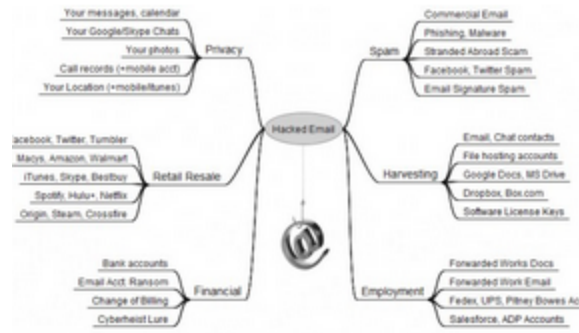 Your messages, calendar
Your Google/Skype Chats
Your photos
Call records (+mobile acct)
Your Location (+mobile/itunes)
Privacy
Commercial Email
Phishing, Malware
Stranded Abroad Scam
Facebook, Twitter Spam
Email Signature Spam
Spam
Hacked Email
acebook, Twitter, Tumbler
Macys, Amazon, Walmart
iTunes, Skype, Bestbuy
Spotify, Hulu+, Netflix
Origin, Steam, Crossfire
Retail Resale
Email, Chat contacts
File hosting accounts
Google Docs, MS Drive
Dropbox, Box.com
Software License Keys
Harvesting
Bank accounts
Email Acct. Ransom
Change of Billing
Cyberheist Lure
Financial
Forwarded Works Docs
Forwarded Work Email
Fedex, UPS, Pitney Bowes Ac
Salesforce, ADP Accounts
Employment